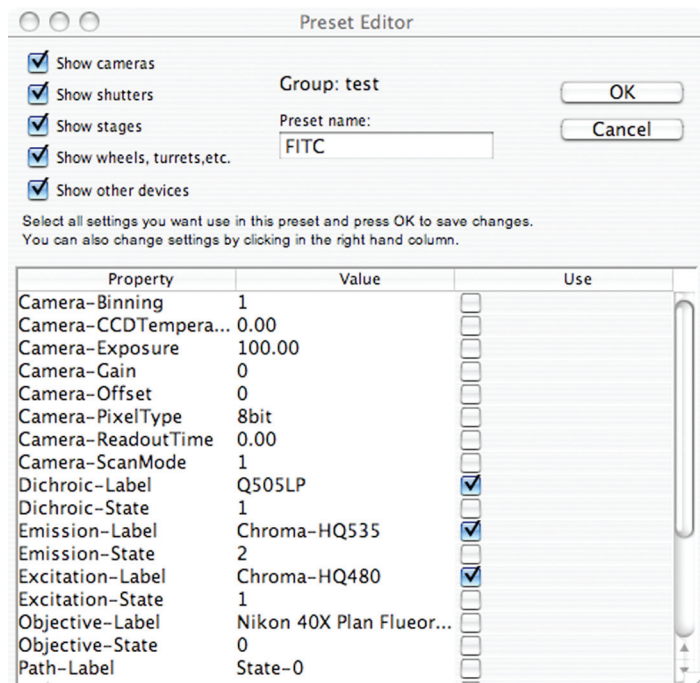 Preset Editor
Show cameras
Show shutters
Show stages
Show wheels, turrets,etc.
Show other devices
Group: test
Preset name:
FITC
OK
Cancel
Select all settings you want use in this preset and press OK to save changes.
You can also change settings by clicking in the right hand column.
Property Value Use
Camera-Binning 1
Camera-CCDTempera... 0.00
Camera-Exposure 100.00
Camera-Gain 0
Camera-Offset 0
Camera-PixelType 8bit
Camera-ReadoutTime 0.00
Camera-ScanMode 1
Dichroic-Label Q505LP
Dichroic-State 1
Emission-Label Chroma-HQ535
Emission-State 2
Excitation-Label Chroma-HQ480
Excitation-State 1
Objective-Label Nikon 40X Plan Flueor...
Objective-State 0
Path-Label State-0